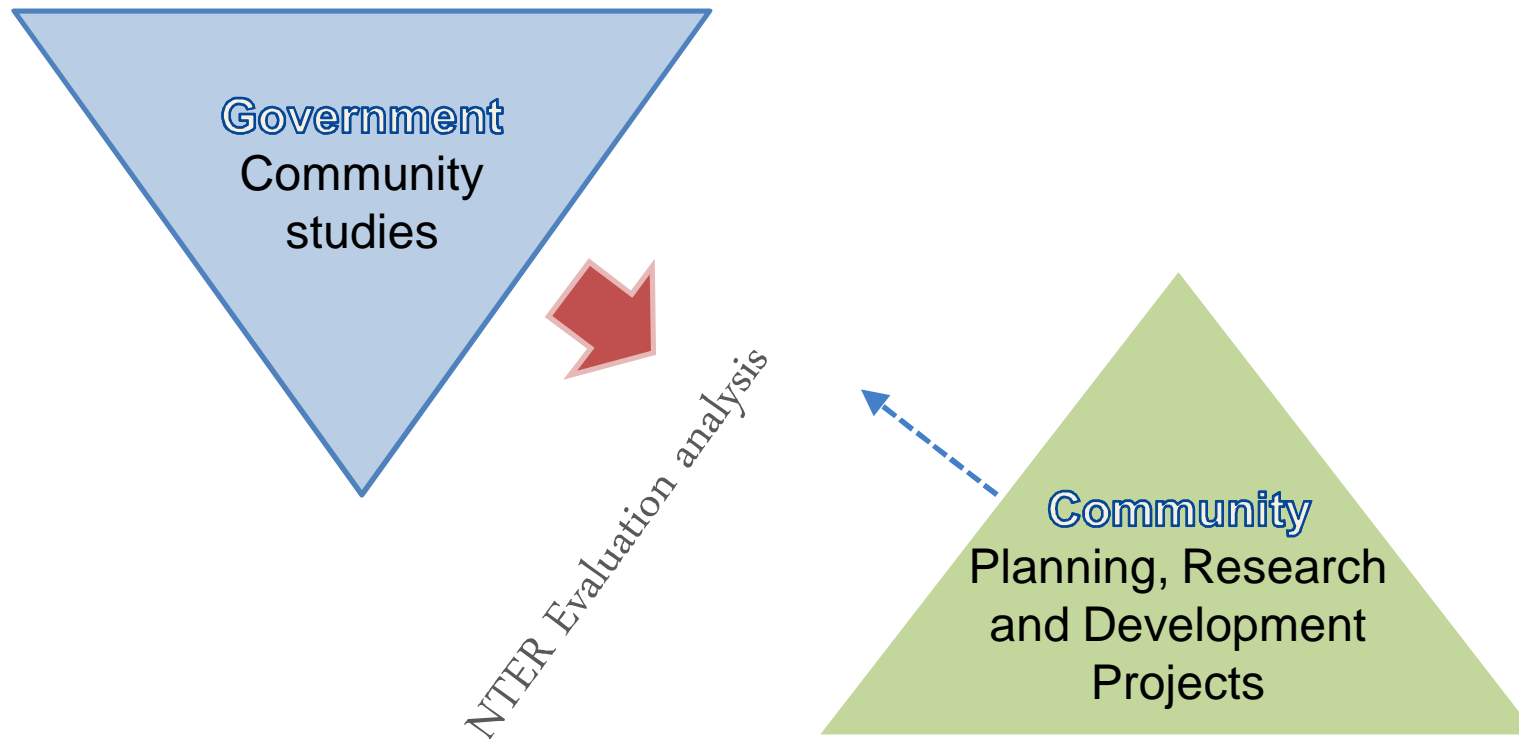 Government
Community
studies
NTER Evaluation analysis
Community
Planning, Research
and Development
Projects